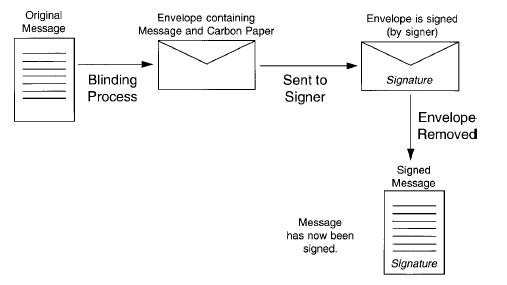 Original
Message
Envelope containing
Message and Carbon Paper
Envelope is signed
(by signer)
Blinding
Process
Sent to
Signer
Signature
Envelope
Removed
Signed
Message
Message
has now been
signed.
Signature